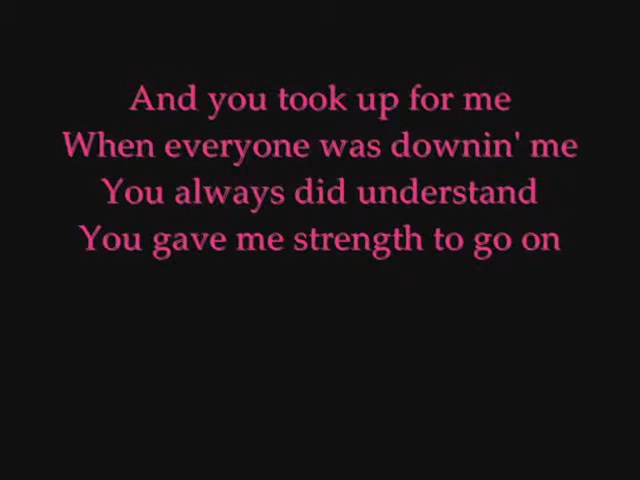 And you took up for me
When everyone was downin' me
You always did understand
You gave me strength to go on